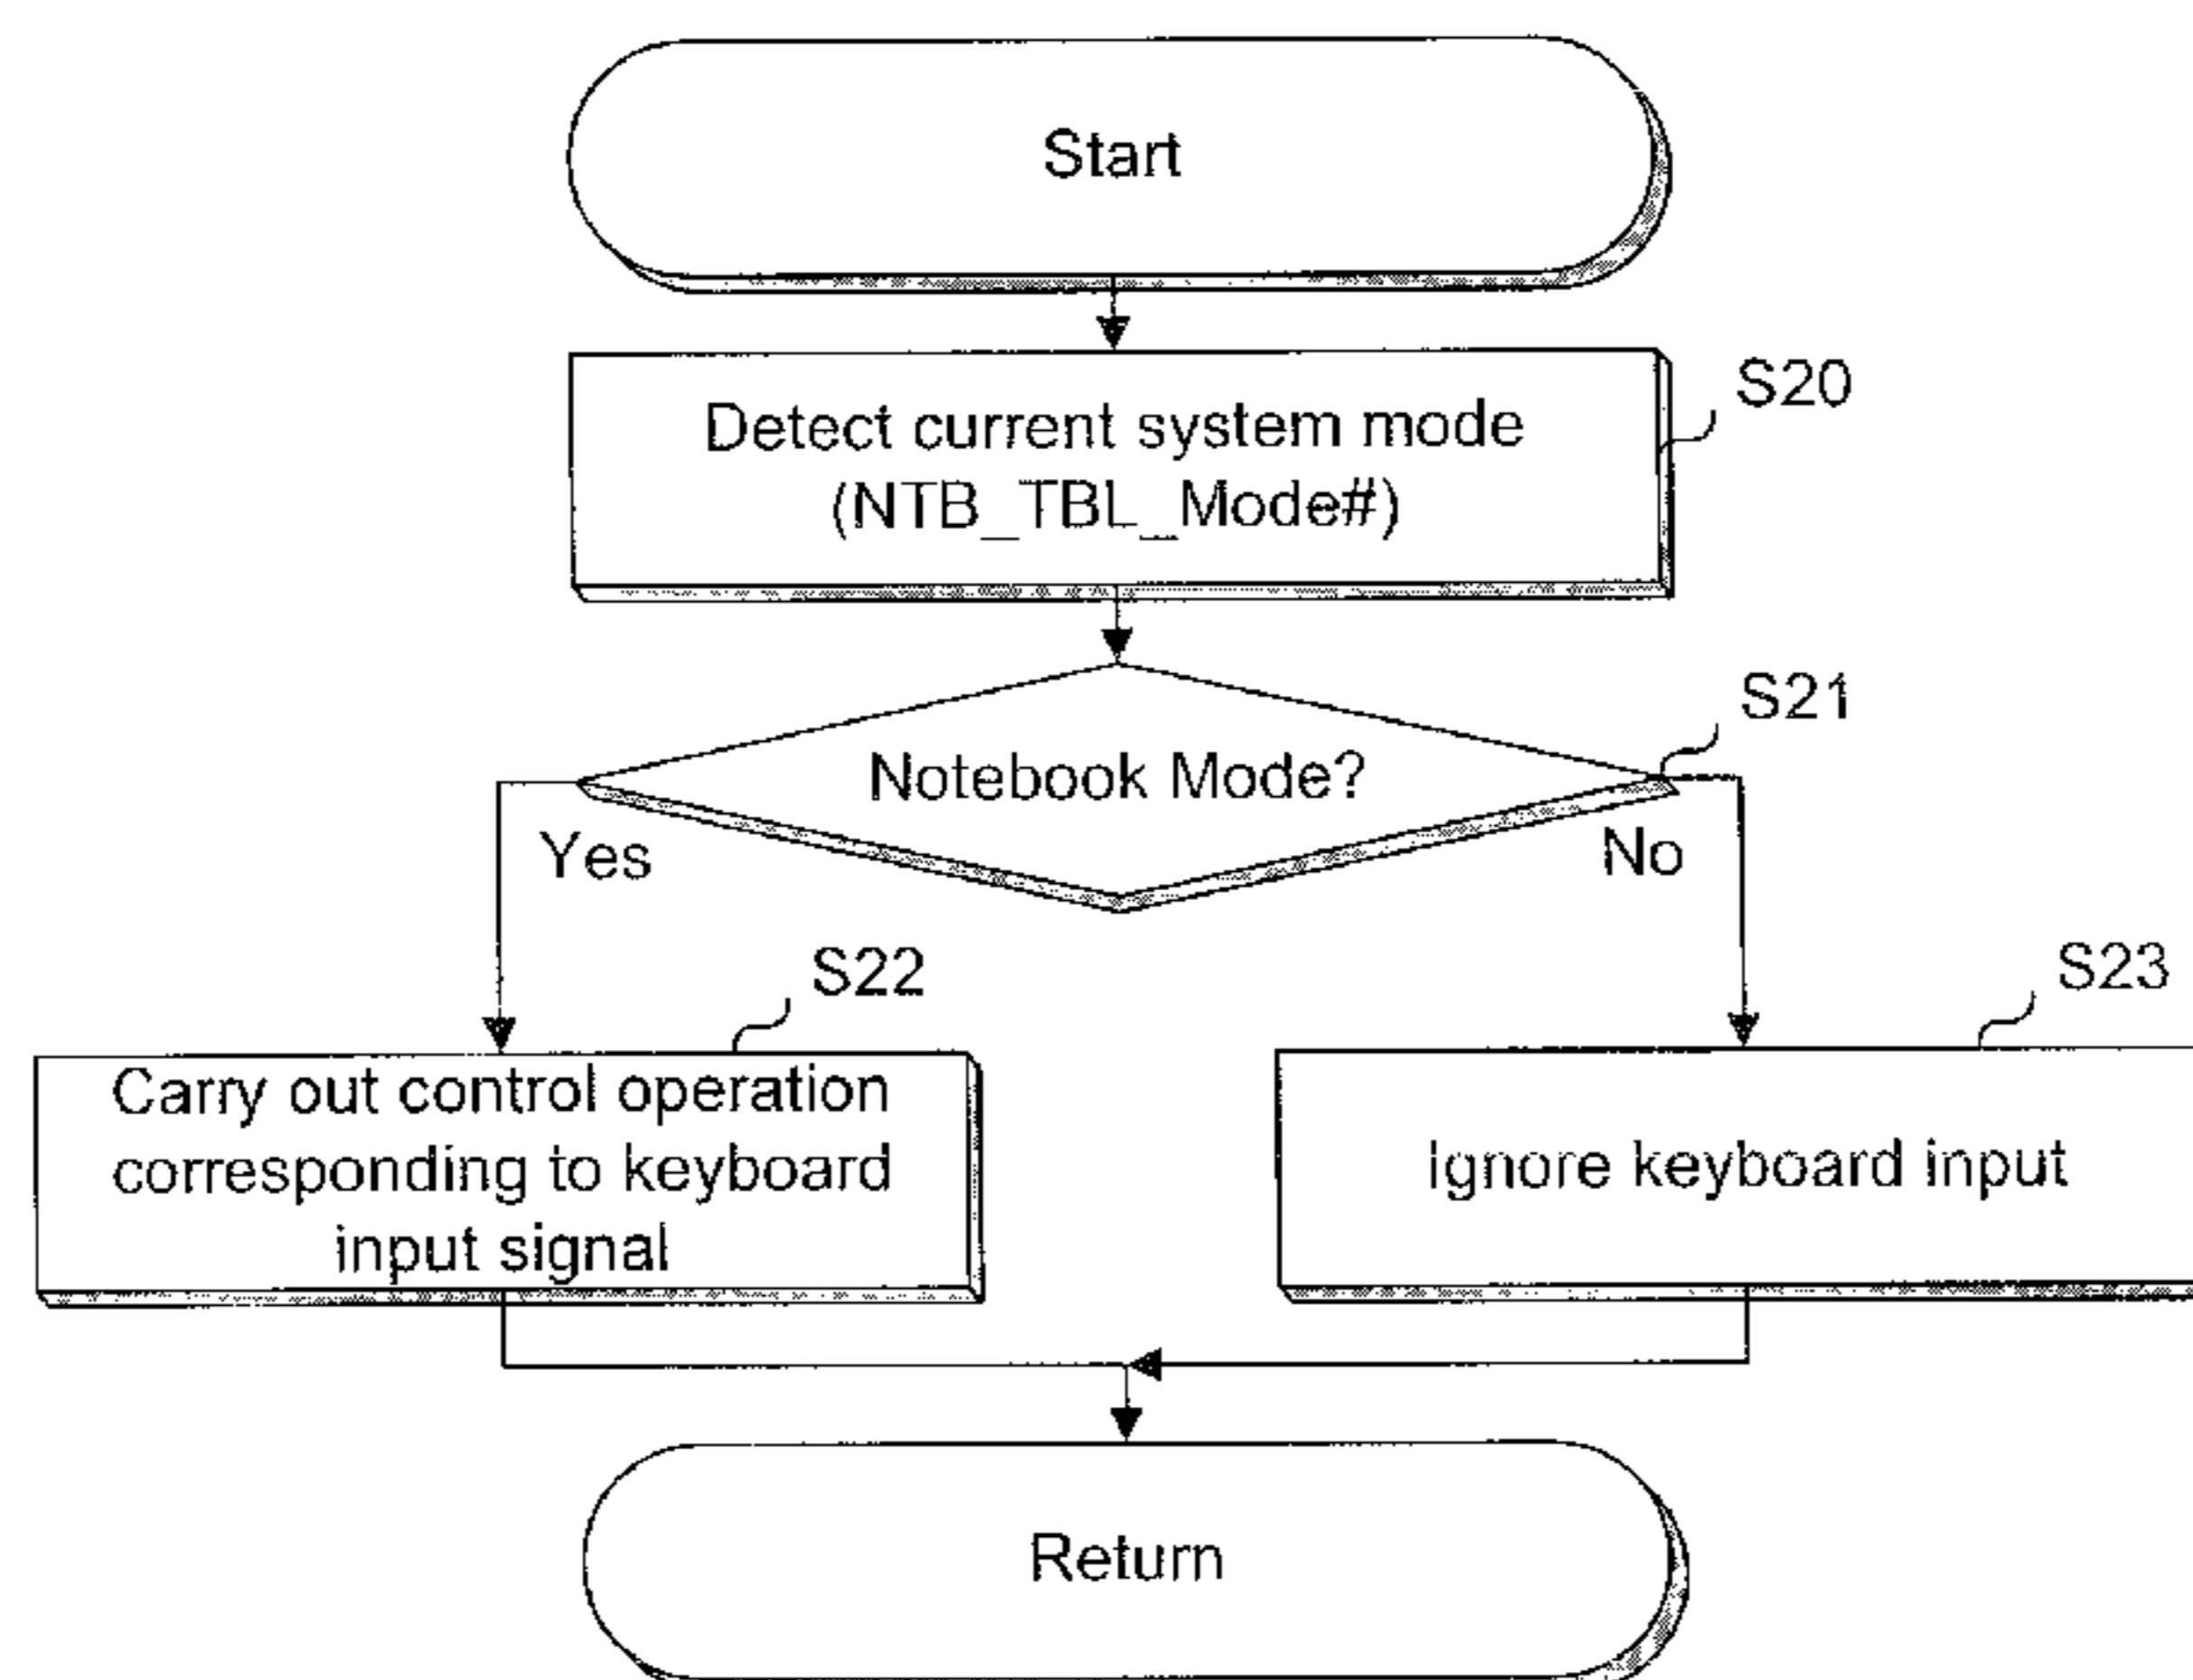 Start
S20
Detect current system mode
(NTB_TBL_Mode#)
S21
Notebook Mode?
Yes
No
S22
S23
Carry out control operation
corresponding to keyboard
input signal
Ignore keyboard input
Return